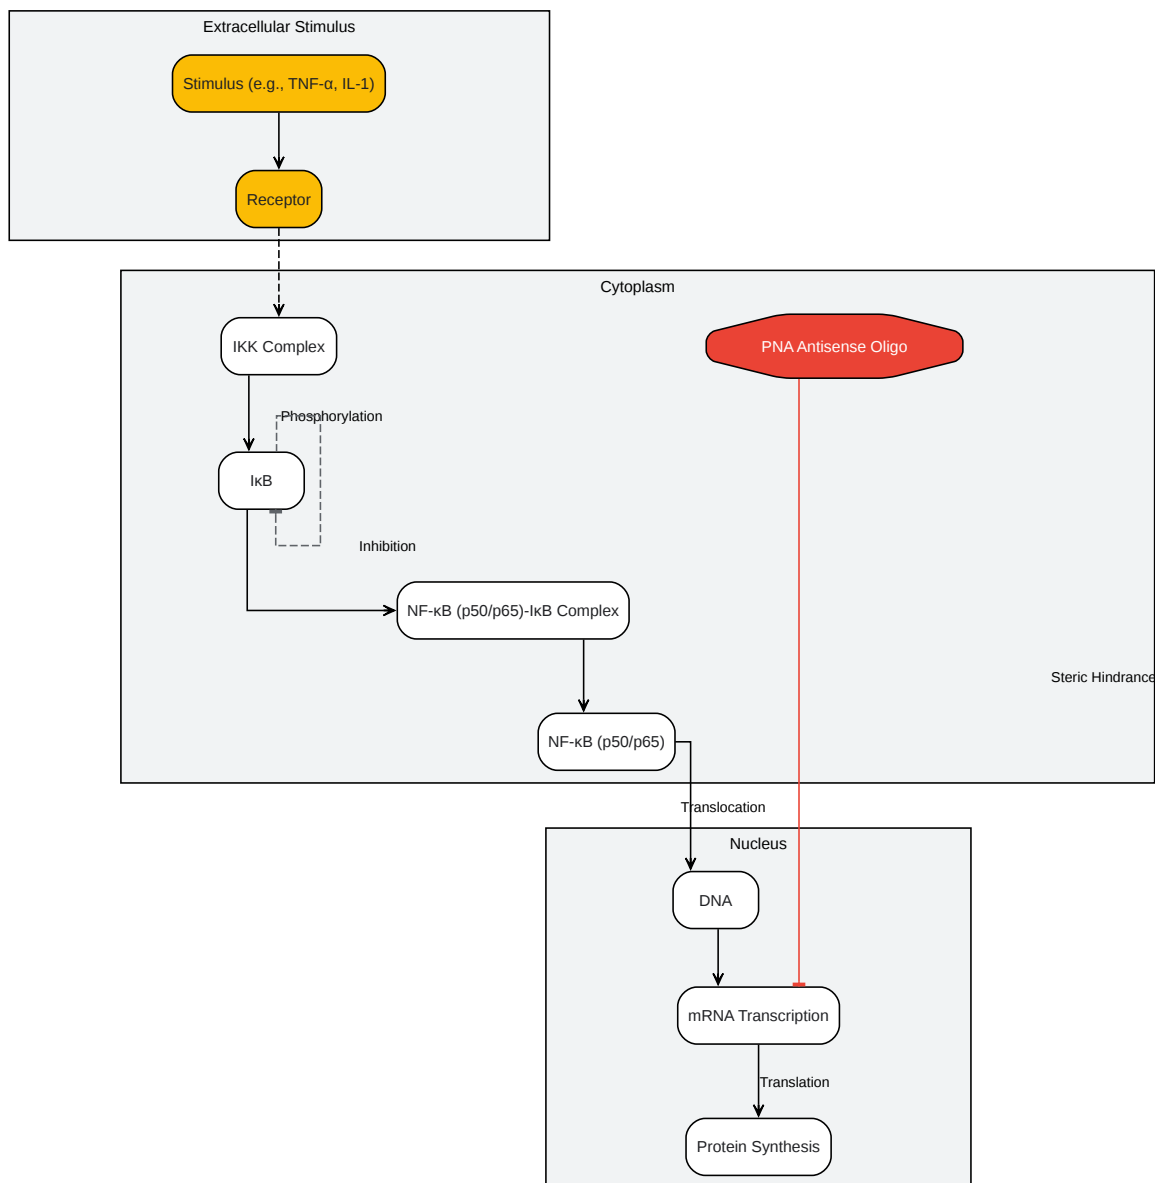 Extracellular Stimulus
Stimulus (e.g., TNF-α, IL-1)
Receptor
Cytoplasm
IKK Complex
PNA Antisense Oligo
Phosphorylation
IκB
Inhibition
NF-κB (p50/p65)-IκB Complex
Steric Hindrance
NF-κB (p50/p65)
Translocation
Nucleus
DNA
mRNA Transcription
Translation
Protein Synthesis